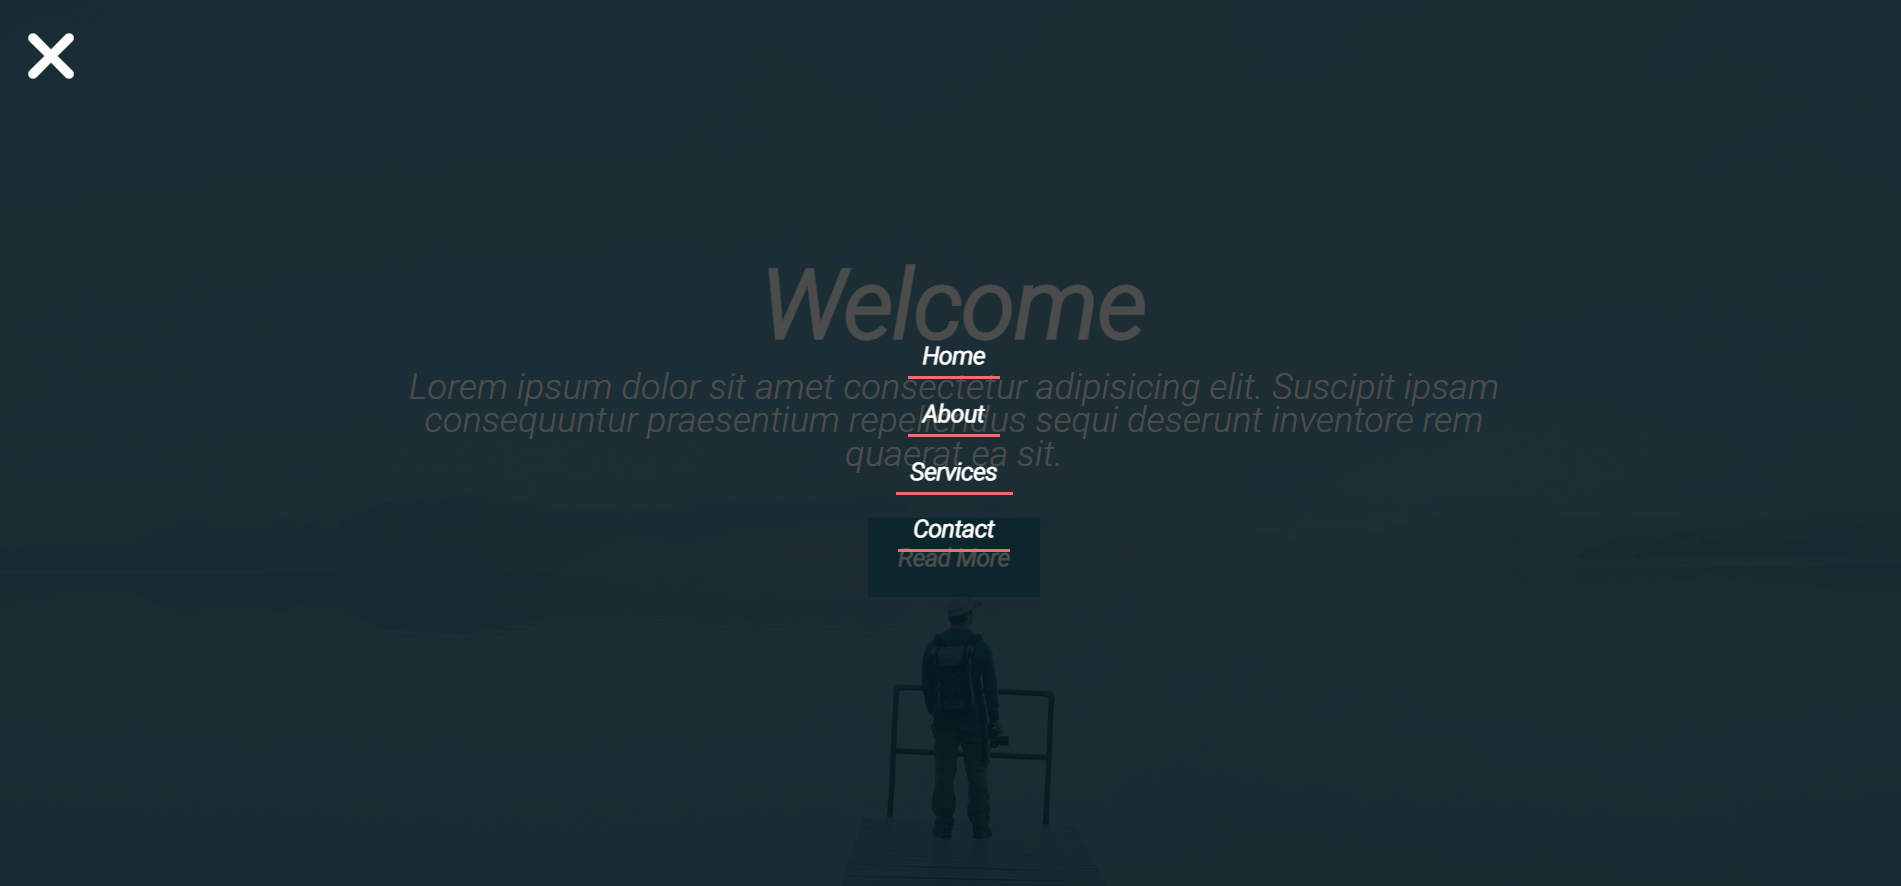 Welcome
Home
Lorem ipsum dolor sit amet consectetur adipisicing elit. Suscipit ipsam
About
consequuntur praesentium repellendus sequi deserunt inventore rem
quaerat ea sit.
Services
Contact
Read More